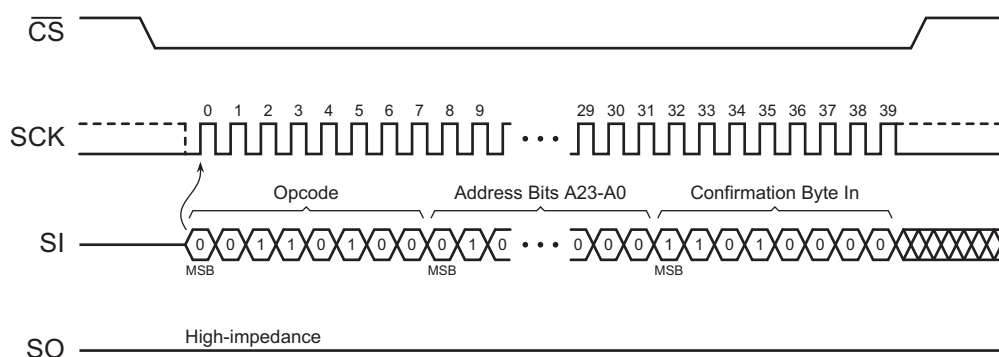 CS
SCK
0 1 2 3 4 5 6 7 8 9 29 30 31 32 33 34 35 36 37 38 39
Opcode Address Bits A23-A0 Confirmation Byte In
SI
0 0 1 1 0 1 0 0 0 1 0 0 0 0 1 1 0 1 0 0 0 0
MSB MSB MSB
High-impedance
SO